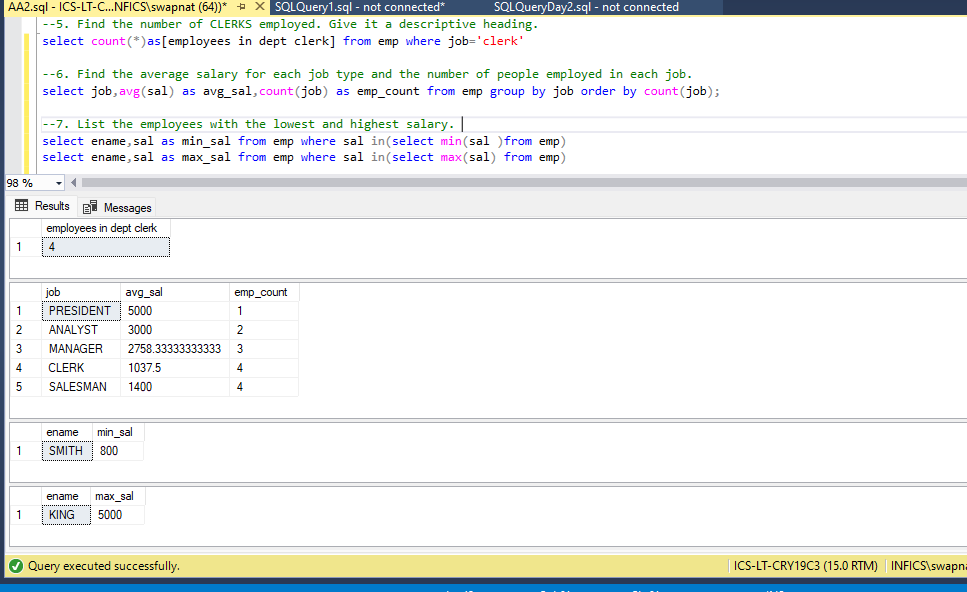 AA2.sql - ICS-LT-C...NFICS\swapnat (64))* SQLQuery1.sql - not connected* SQLQueryDay2.sql - not connected
--5. Find the number of CLERKS employed. Give it a descriptive heading.
select count(*)as[employees in dept clerk] from emp where job='clerk'
--6. Find the average salary for each job type and the number of people employed in each job.
select job,avg(sal) as avg_sal,count(job) as emp_count from emp group by job order by count(job);
--7. List the employees with the lowest and highest salary.
select ename,sal as min_sal from emp where sal in(select min(sal )from emp)
select ename,sal as max_sal from emp where sal in(select max(sal) from emp)
98 %
Results Messages
employees in dept clerk
1 4
job avg_sal emp_count
1 PRESIDENT 5000 1
2 ANALYST 3000 2
3 MANAGER 2758.33333333333 3
4 CLERK 1037.5 4
5 SALESMAN 1400 4
ename min_sal
1 SMITH 800
ename max_sal
1 KING 5000
Query executed successfully. ICS-LT-CRY19C3 (15.0 RTM) INFICS\swapna